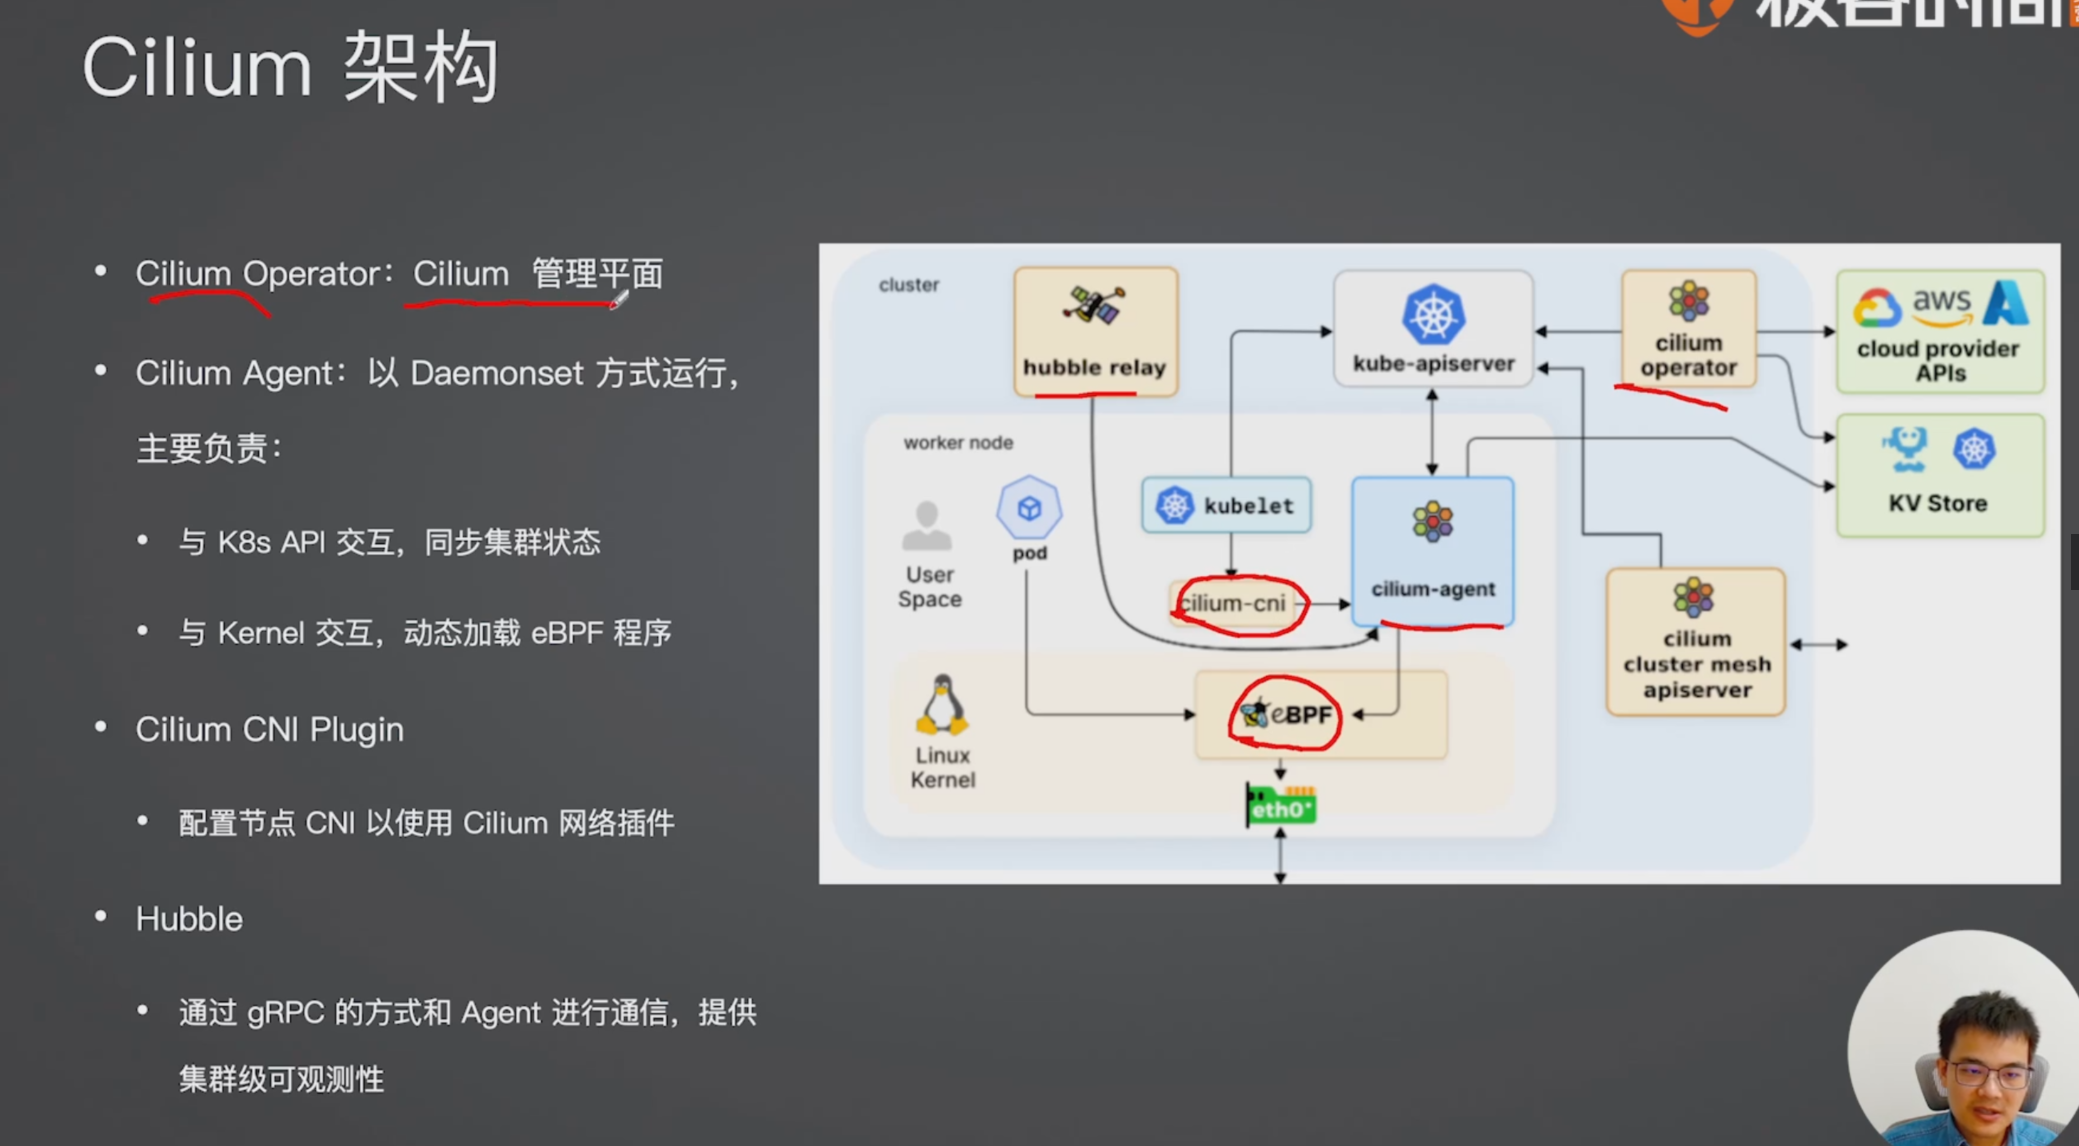 极客时间
Cilium 架构
• Cilium Operator：Cilium 管理平面
• Cilium Agent：以 Daemonset 方式运行，
主要负责：
• 与 K8s API 交互，同步集群状态
• 与 Kernel 交互，动态加载 eBPF 程序
• Cilium CNI Plugin
• 配置节点 CNI 以使用 Cilium 网络插件
• Hubble
• 通过 gRPC 的方式和 Agent 进行通信，提供
集群级可观测性
cluster
hubble relay
kube-apiserver
cilium
operator
aws
cloud provider
APIs
worker node
pod
kubelet
cilium-agent
KV Store
User
Space
cilium-cni
cilium
cluster mesh
apiserver
eBPF
Linux
Kernel
eth0*